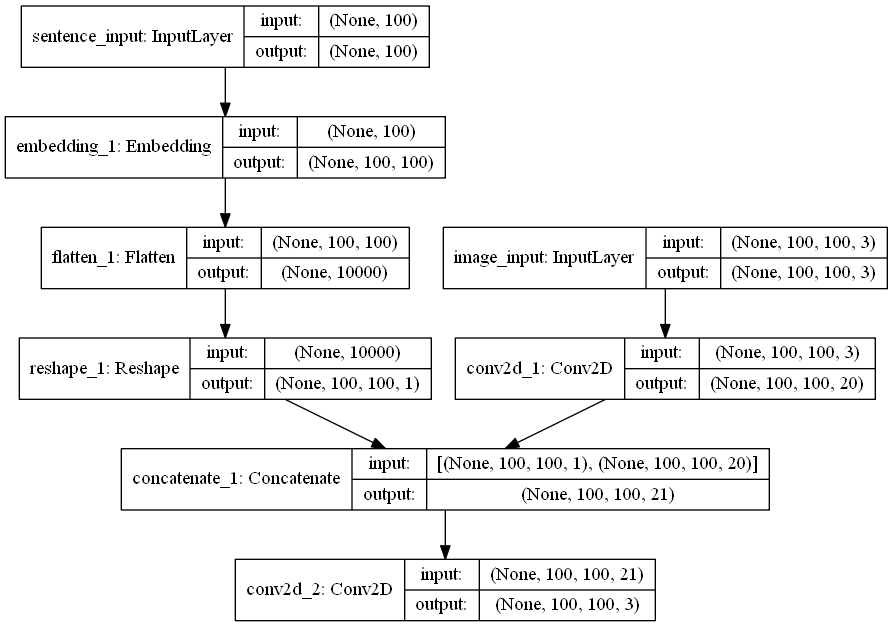 sentence_input: InputLayer
input: (None, 100)
output: (None, 100)
embedding_1: Embedding
input: (None, 100)
output: (None, 100, 100)
flatten_1: Flatten
input: (None, 100, 100)
output: (None, 10000)
image_input: InputLayer
input: (None, 100, 100, 3)
output: (None, 100, 100, 3)
reshape_1: Reshape
input: (None, 10000)
output: (None, 100, 100, 1)
conv2d_1: Conv2D
input: (None, 100, 100, 3)
output: (None, 100, 100, 20)
concatenate_1: Concatenate
input: [(None, 100, 100, 1), (None, 100, 100, 20)]
output: (None, 100, 100, 21)
conv2d_2: Conv2D
input: (None, 100, 100, 21)
output: (None, 100, 100, 3)